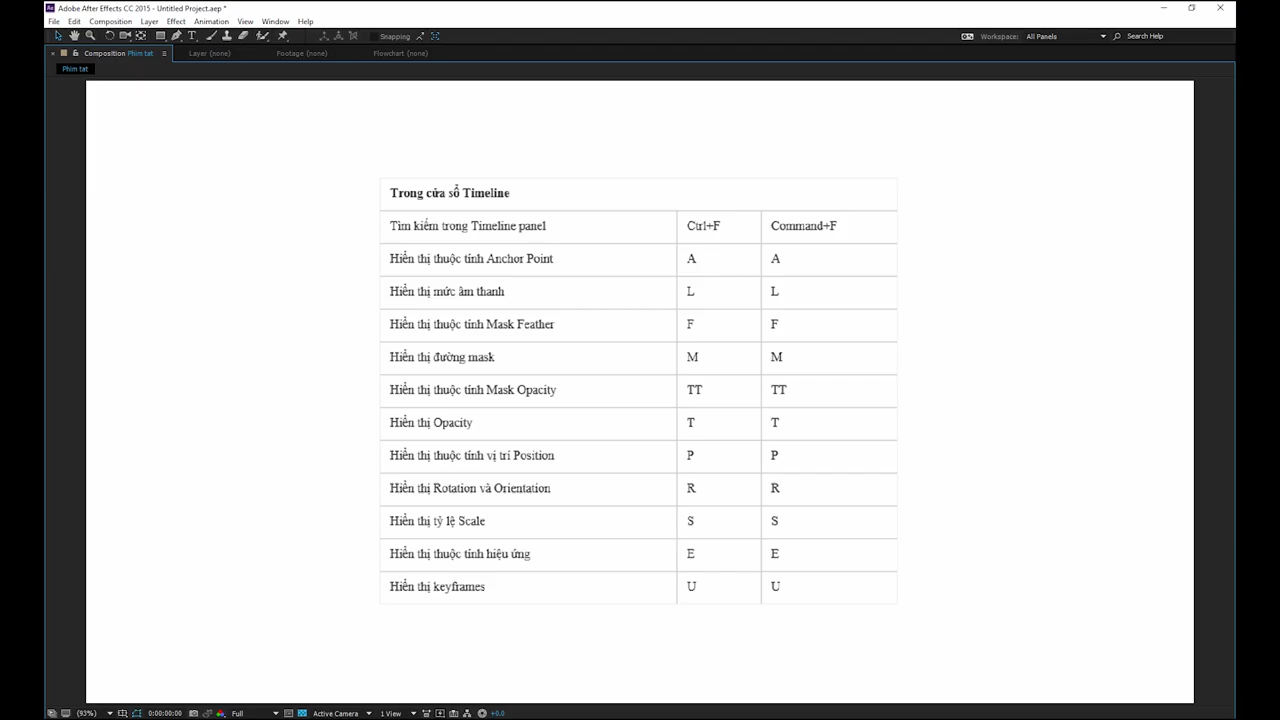 Adobe After Effects CC 2015 - Untitled Project.aep *
File Edit Composition Layer Effect Animation View Window Help
Snapping Workspace: All Panels Search Help
Composition Phim tat Layer (none) Footage (none) Flowchart (none)
Phim tat
Trong cửa sổ Timeline
Tìm kiếm trong Timeline panel Ctrl+F Command+F
Hiển thị thuộc tính Anchor Point A A
Hiển thị mức âm thanh L L
Hiển thị thuộc tính Mask Feather F F
Hiển thị đường mask M M
Hiển thị thuộc tính Mask Opacity TT TT
Hiển thị Opacity T T
Hiển thị thuộc tính vị trí Position P P
Hiển thị Rotation và Orientation R R
Hiển thị tỷ lệ Scale S S
Hiển thị thuộc tính hiệu ứng E E
Hiển thị keyframes U U
(93%) 0:00:00:00 Full Active Camera 1 View +0.0